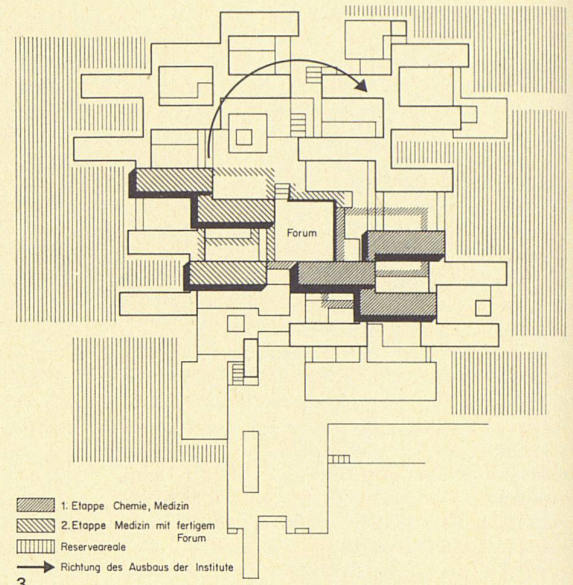 Forum
1. Etappe Chemie, Medizin
2. Etappe Medizin mit fertigem
Forum
Reserveareale
Richtung des Ausbaus der Institute
3